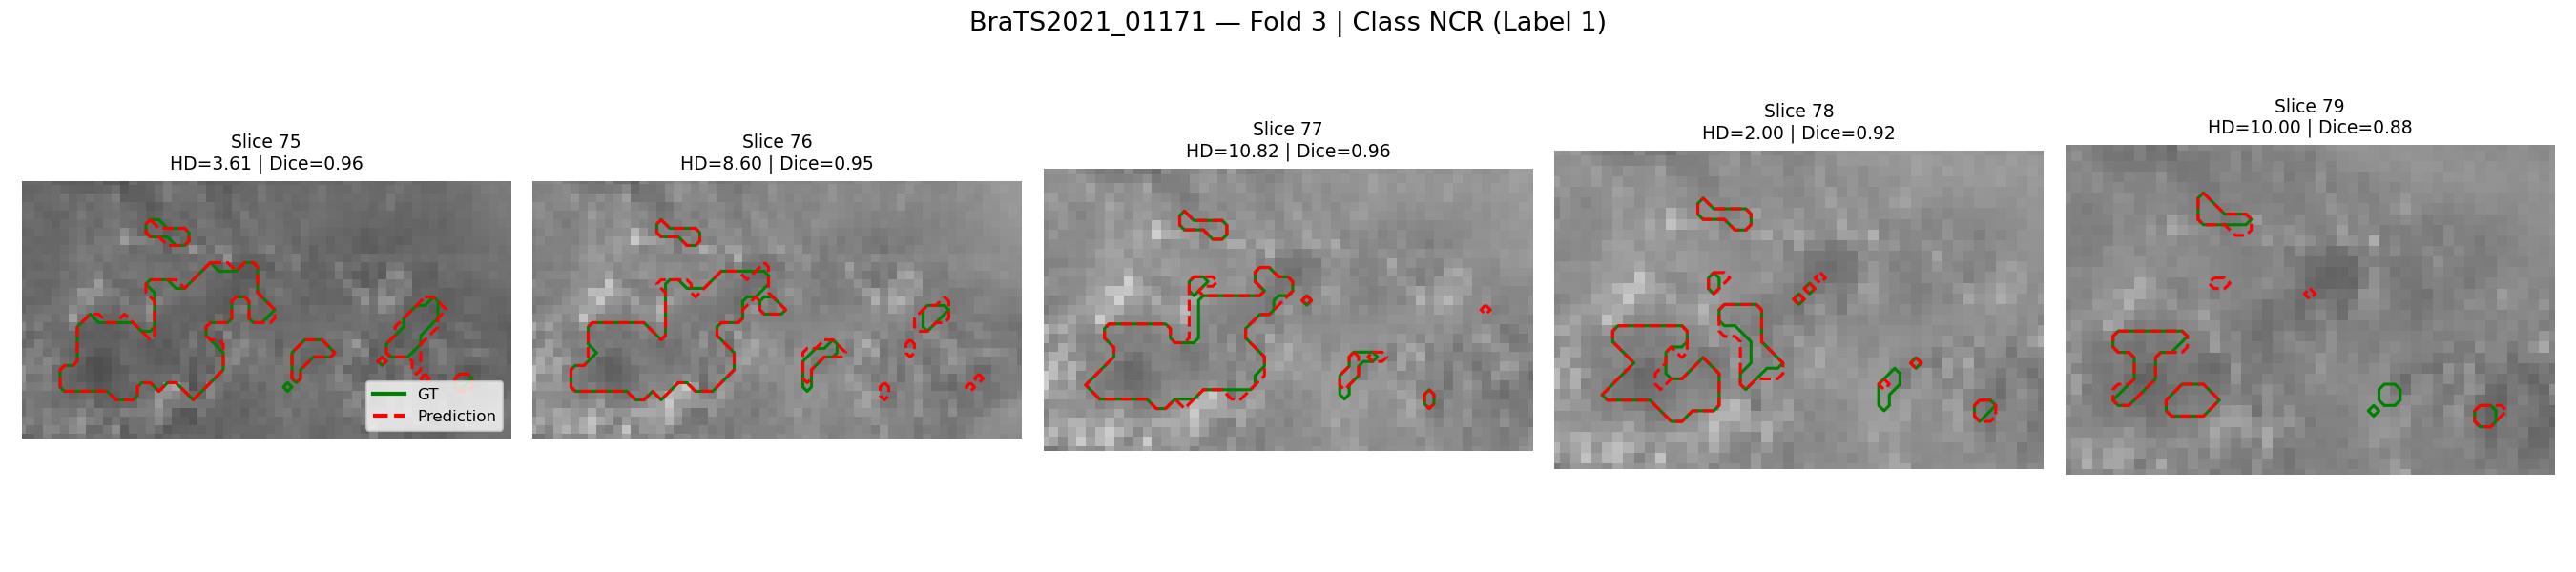 BraTS2021_01171 — Fold 3 | Class NCR (Label 1)
Slice 75
HD=3.61 | Dice=0.96
Slice 76
HD=8.60 | Dice=0.95
Slice 77
HD=10.82 | Dice=0.96
Slice 78
HD=2.00 | Dice=0.92
Slice 79
HD=10.00 | Dice=0.88
GT
Prediction